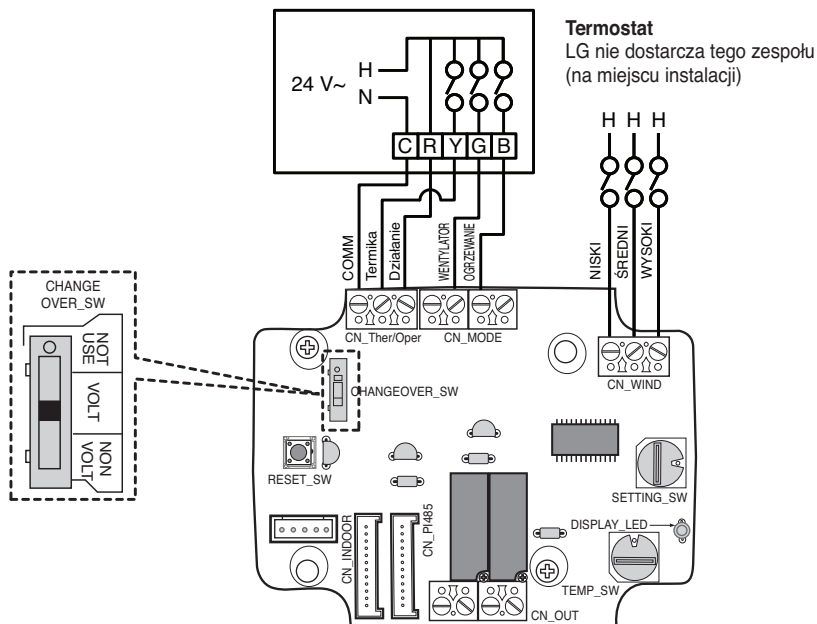 Termostat
LG nie dostarcza tego zespołu
(na miejscu instalacji)
24 V~
H
N
C R Y G B
H H H
COMM
Termika
Działanie
WENTYLATOR
OGRZEWANIE
NISKI
ŚREDNI
WYSOKI
CHANGE
OVER_SW
NOT
USE
VOLT
NON
VOLT
CN_Ther/Oper
CN_MODE
CN_WIND
CHANGEOVER_SW
RESET_SW
SETTING_SW
CN_INDOOR
CN_PI485
DISPLAY_LED
TEMP_SW
CN_OUT